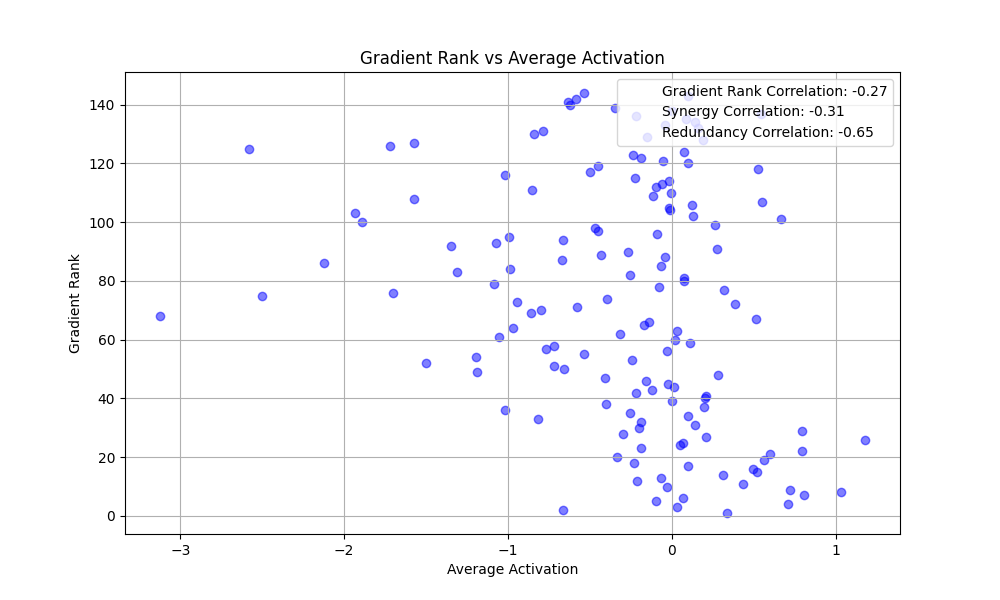 Gradient Rank vs Average Activation
Gradient Rank Correlation: -0.27
Synergy Correlation: -0.31
Redundancy Correlation: -0.65
140
120
100
80
60
40
20
0
Gradient Rank
−3
−2
−1
0
1
Average Activation